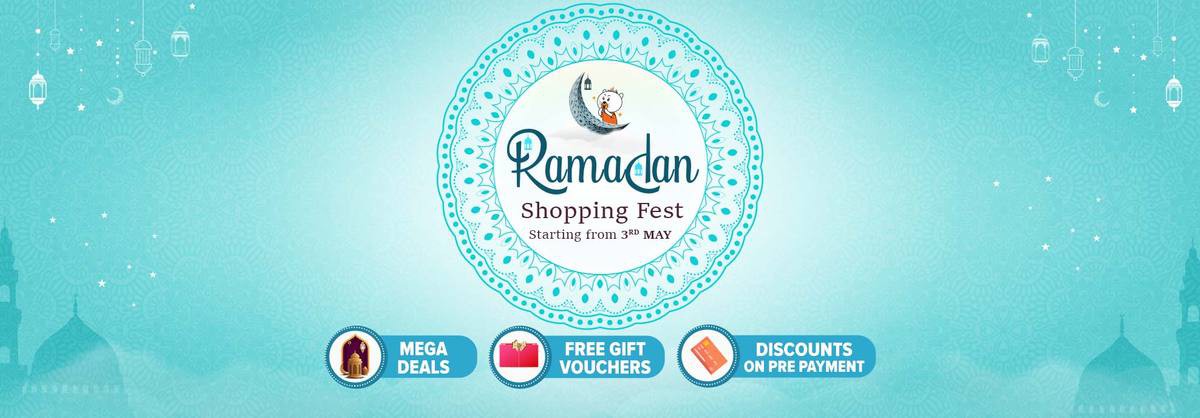 Ramadan
Shopping Fest
Starting from 3RD MAY
MEGA
DEALS
FREE GIFT
VOUCHERS
DISCOUNTS
ON PRE PAYMENT